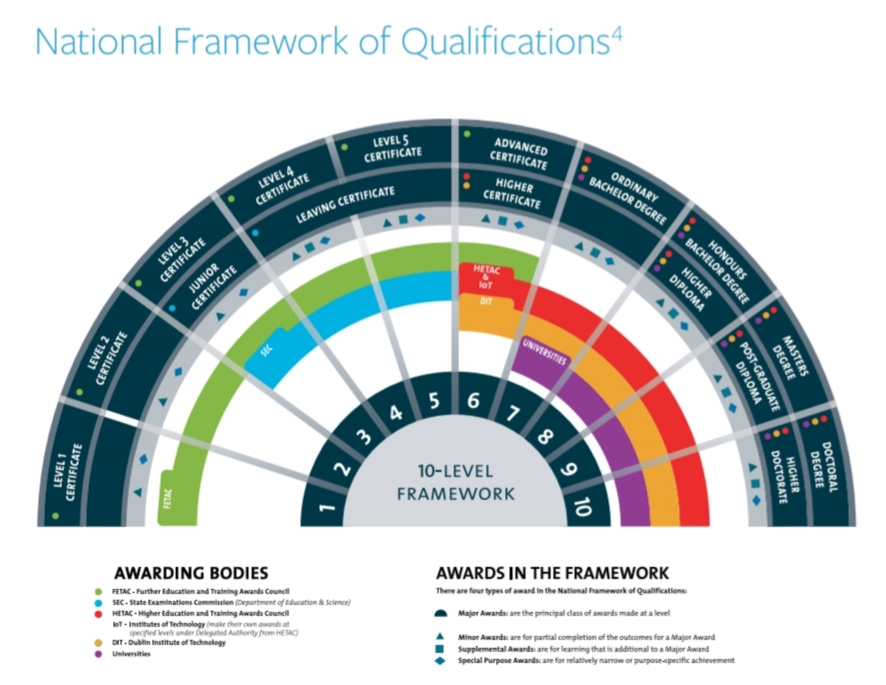 National Framework of Qualifications4
LEVEL 1
CERTIFICATE
LEVEL 2
CERTIFICATE
LEVEL 3
CERTIFICATE
LEVEL 4
CERTIFICATE
LEVEL 5
CERTIFICATE
ADVANCED
CERTIFICATE
ORDINARY
BACHELOR DEGREE
HONOURS
BACHELOR DEGREE
MASTERS
DEGREE
DOCTORAL
DEGREE
JUNIOR
CERTIFICATE
LEAVING CERTIFICATE
HIGHER
CERTIFICATE
HIGHER
DIPLOMA
POST-GRADUATE
DIPLOMA
HIGHER
DOCTORATE
FETAC
SEC
HETAC
&
IoT
DIT
UNIVERSITIES
1
2
3
4
5
6
7
8
9
10
10-LEVEL
FRAMEWORK
AWARDING BODIES
FETAC - Further Education and Training Awards Council
SEC - State Examinations Commission (Department of Education & Science)
HETAC - Higher Education and Training Awards Council
IoT - Institutes of Technology (make their own awards at
specified levels under Delegated Authority from HETAC)
DIT - Dublin Institute of Technology
Universities
AWARDS IN THE FRAMEWORK
There are four types of award in the National Framework of Qualifications:
Major Awards: are the principal class of awards made at a level
Minor Awards: are for partial completion of the outcomes for a Major Award
Supplemental Awards: are for learning that is additional to a Major Award
Special Purpose Awards: are for relatively narrow or purpose-specific achievement